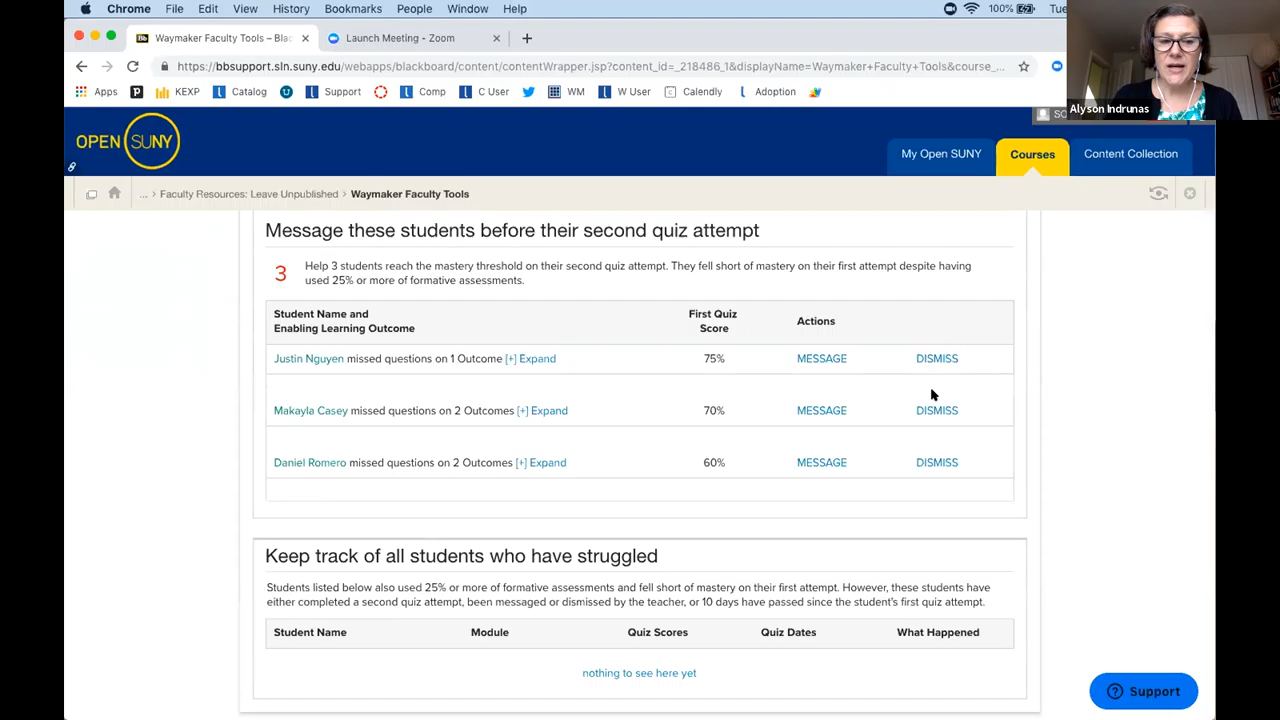 Chrome File Edit View History Bookmarks People Window Help 100% Tue
Waymaker Faculty Tools – Blac
Launch Meeting - Zoom
https://bbsupport.sln.suny.edu/webapps/blackboard/content/contentWrapper.jsp?content_id=_218486_1&displayName=Waymaker+Faculty+Tools&course_...
Apps KEXP Catalog Support Comp C User WM W User Calendly Adoption
Alyson Indrunas
OPEN SUNY
My Open SUNY Courses Content Collection
... > Faculty Resources: Leave Unpublished > Waymaker Faculty Tools
Message these students before their second quiz attempt
3
Help 3 students reach the mastery threshold on their second quiz attempt. They fell short of mastery on their first attempt despite having
used 25% or more of formative assessments.
Student Name and
Enabling Learning Outcome
First Quiz
Score
Actions
Justin Nguyen missed questions on 1 Outcome [+] Expand 75% MESSAGE DISMISS
Makayla Casey missed questions on 2 Outcomes [+] Expand 70% MESSAGE DISMISS
Daniel Romero missed questions on 2 Outcomes [+] Expand 60% MESSAGE DISMISS
Keep track of all students who have struggled
Students listed below also used 25% or more of formative assessments and fell short of mastery on their first attempt. However, these students have
either completed a second quiz attempt, been messaged or dismissed by the teacher, or 10 days have passed since the student's first quiz attempt.
Student Name Module Quiz Scores Quiz Dates What Happened
nothing to see here yet
Support